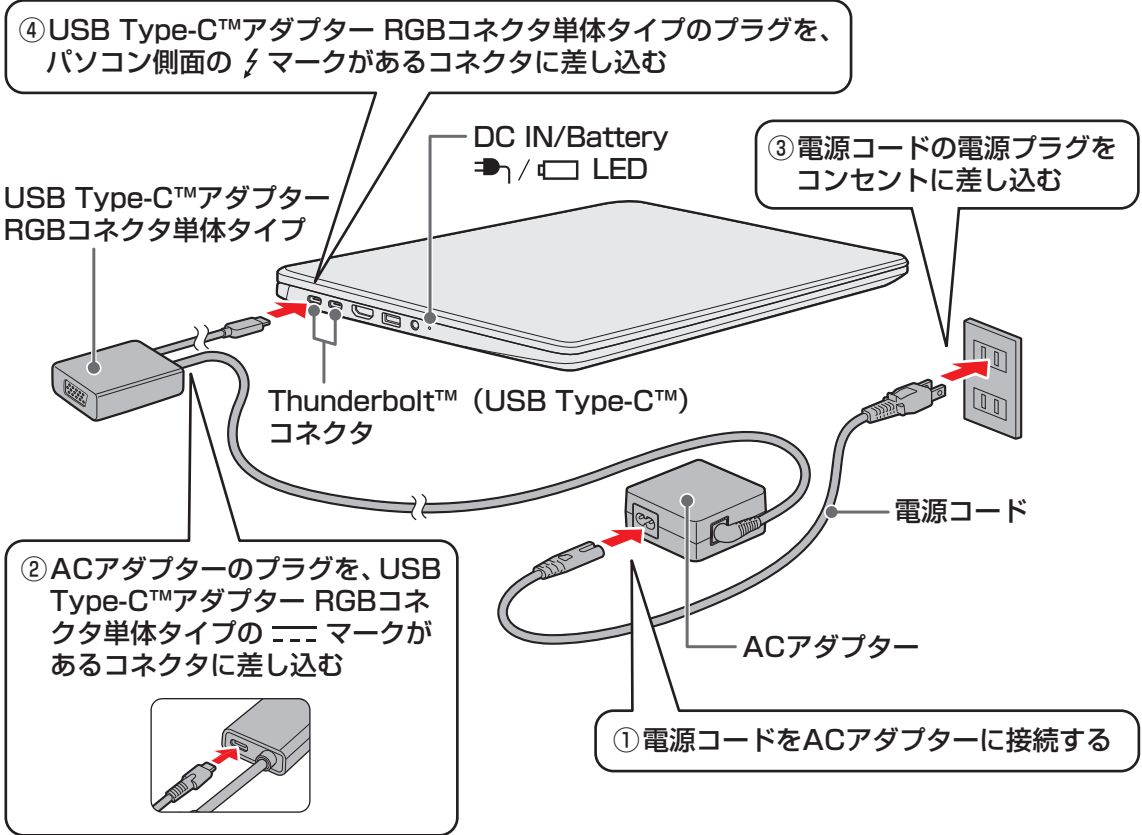 ④USB Type-C™アダプター RGBコネクタ単体タイプのプラグを、
パソコン側面の マークがあるコネクタに差し込む
DC IN/Battery
/ LED
③電源コードの電源プラグを
コンセントに差し込む
USB Type-C™アダプター
RGBコネクタ単体タイプ
Thunderbolt™（USB Type-C™）
コネクタ
電源コード
②ACアダプターのプラグを、USB
Type-C™アダプター RGBコネ
クタ単体タイプの マークが
あるコネクタに差し込む
ACアダプター
①電源コードをACアダプターに接続する